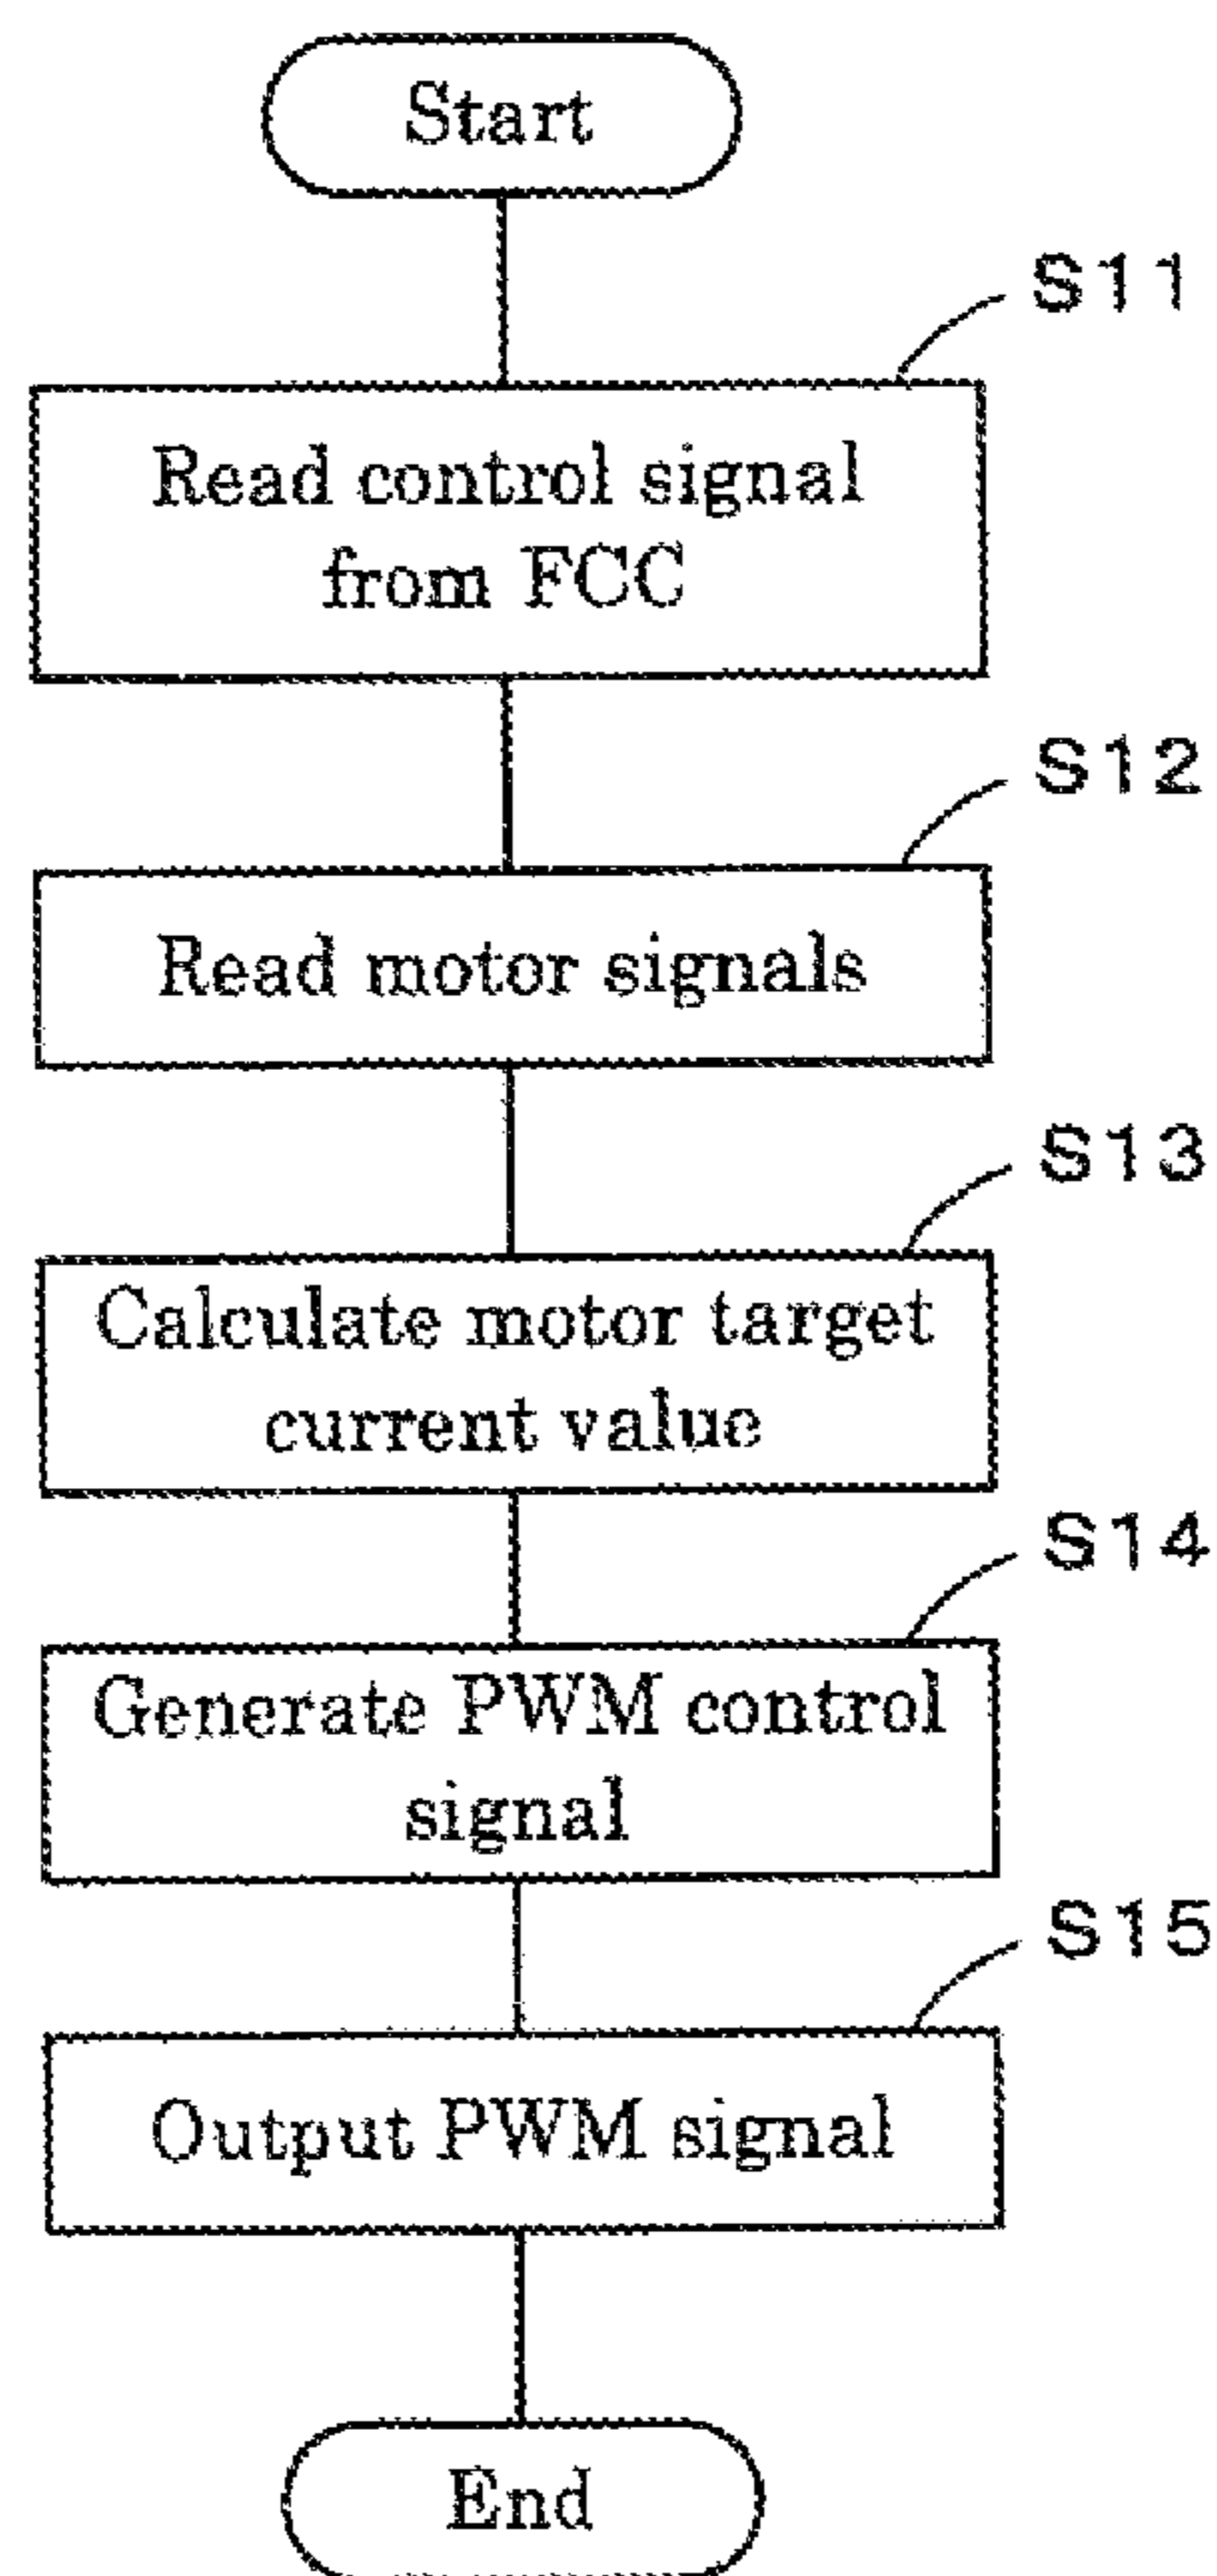 Start
S11
Read control signal
from FCC
S12
Read motor signals
S13
Calculate motor target
current value
S14
Generate PWM control
signal
S15
Output PWM signal
End